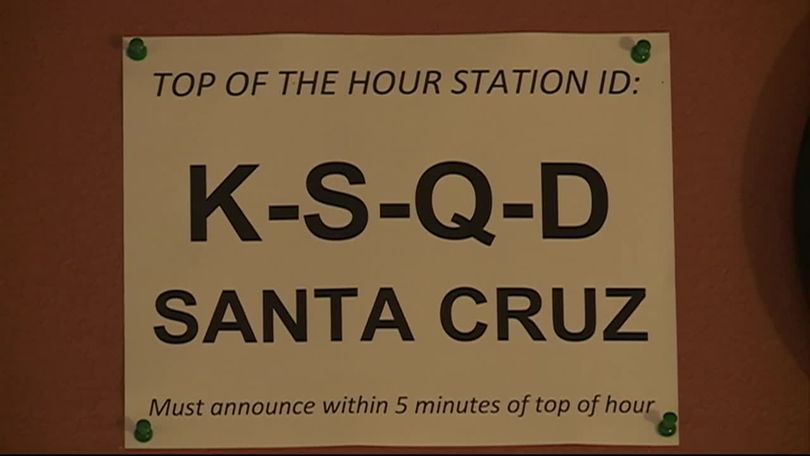 TOP OF THE HOUR STATION ID:
K-S-Q-D
SANTA CRUZ
Must announce within 5 minutes of top of hour